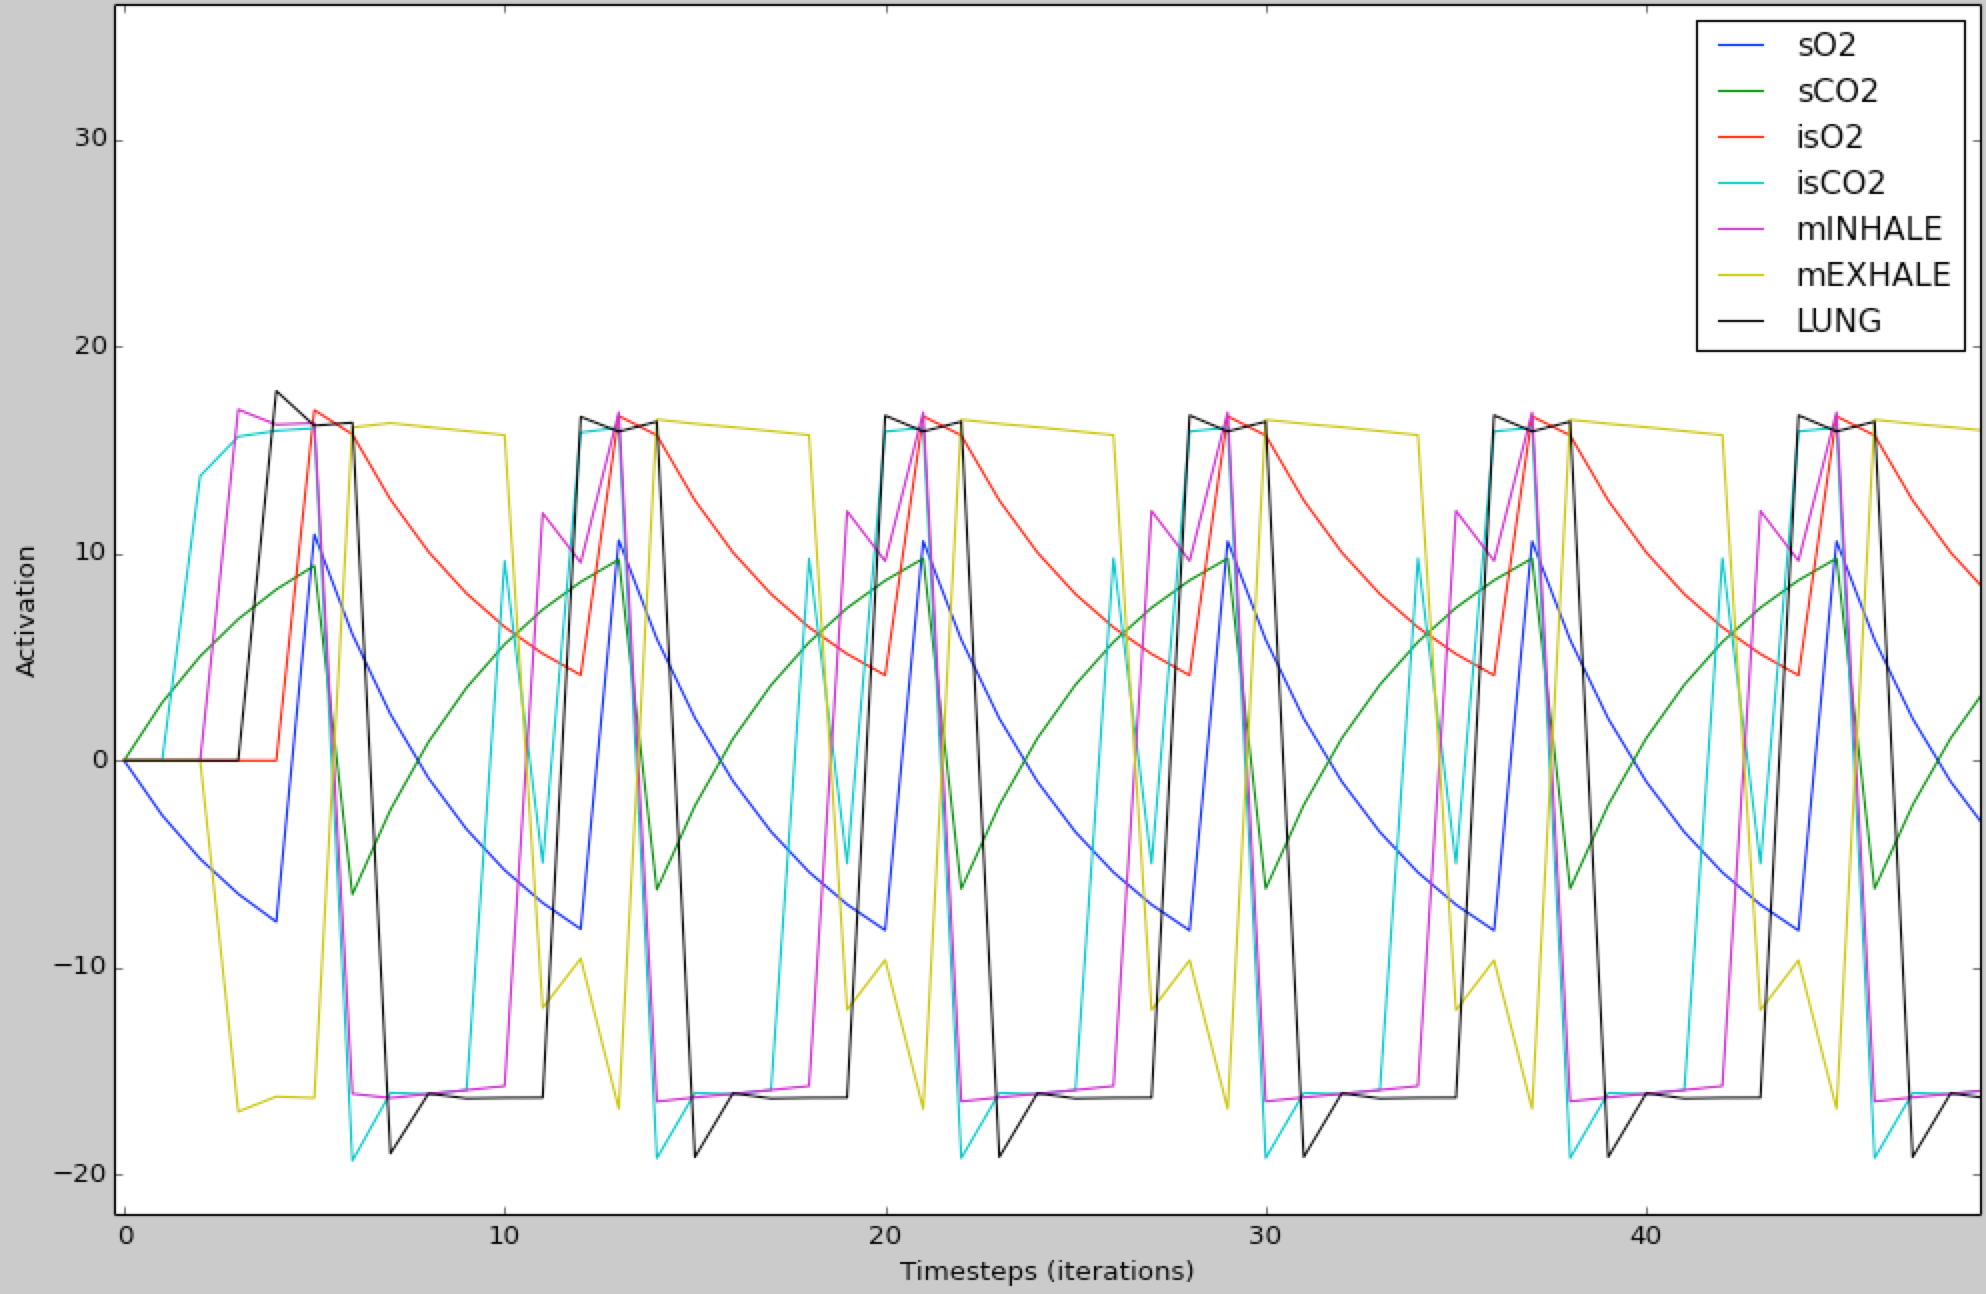 sO2
sCO2
isO2
isCO2
mINHALE
mEXHALE
LUNG
30
20
10
0
−10
−20
Activation
0 10 20 30 40
Timesteps (iterations)